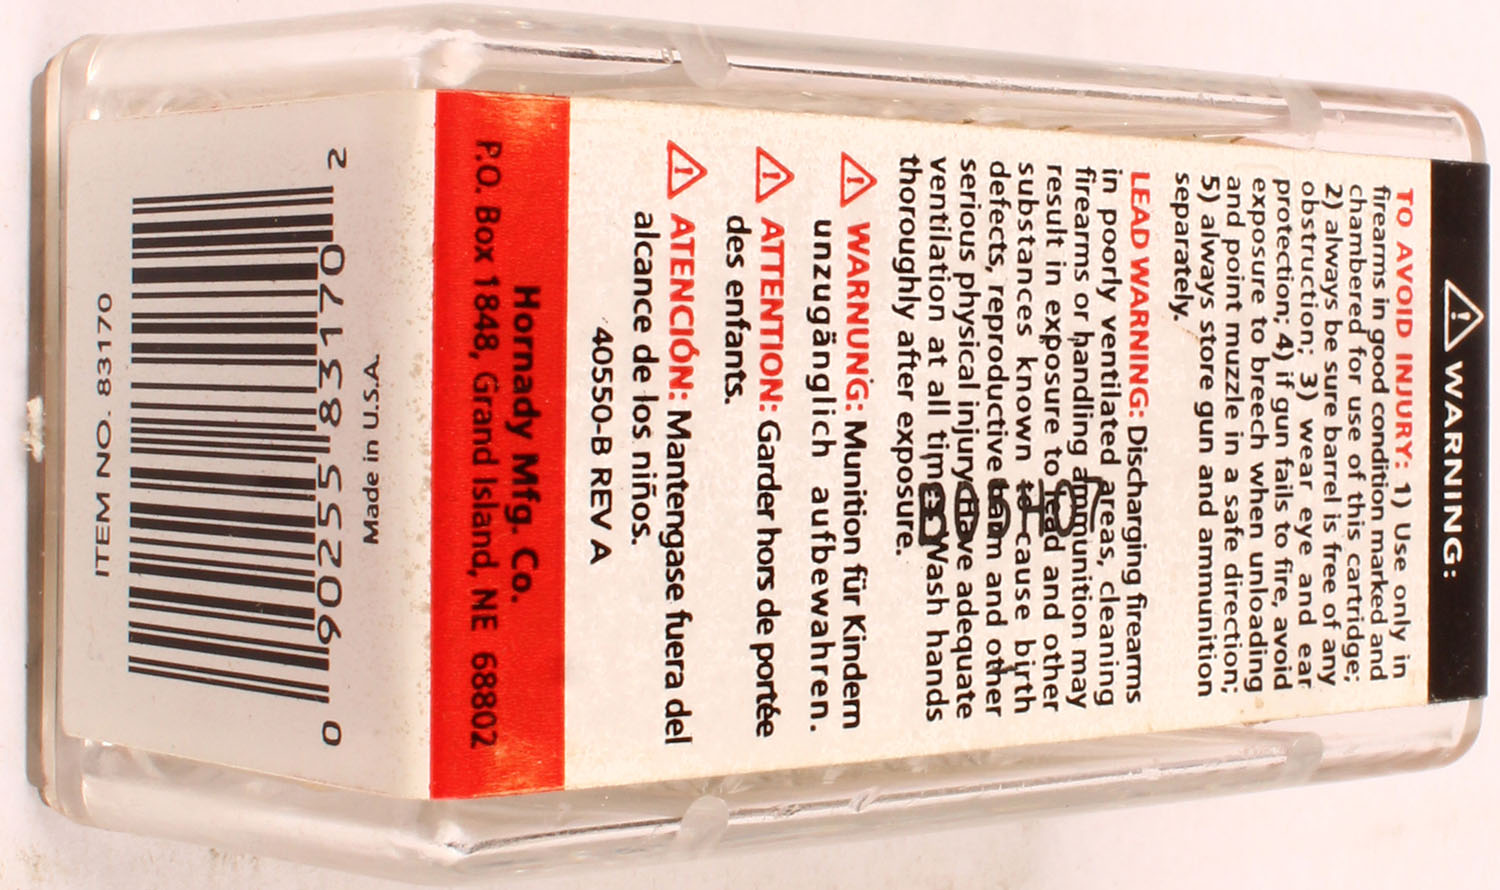 WARNING:
TO AVOID INJURY: 1) Use only in
firearms in good condition marked and
chambered for use of this cartridge;
2) always be sure barrel is free of any
obstruction; 3) wear eye and ear
protection; 4) if gun fails to fire, avoid
exposure to breech when unloading
and point muzzle in a safe direction;
5) always store gun and ammunition
separately.
LEAD WARNING: Discharging firearms
in poorly ventilated areas, cleaning
firearms or handling ammunition may
result in exposure to lead and other
substances known to cause birth
defects, reproductive harm and other
serious physical injury. Have adequate
ventilation at all times. Wash hands
thoroughly after exposure.
WARNUNG: Munition für Kindern
unzugänglich aufbewahren.
ATTENTION: Garder hors de portée
des enfants.
ATENCIÓN: Mantengase fuera del
alcance de los niños.
40550-B REV A
Hornady Mfg. Co.
P.O. Box 1848, Grand Island, NE 68802
Made in U.S.A.
0 90255 83170 2
ITEM NO. 83170